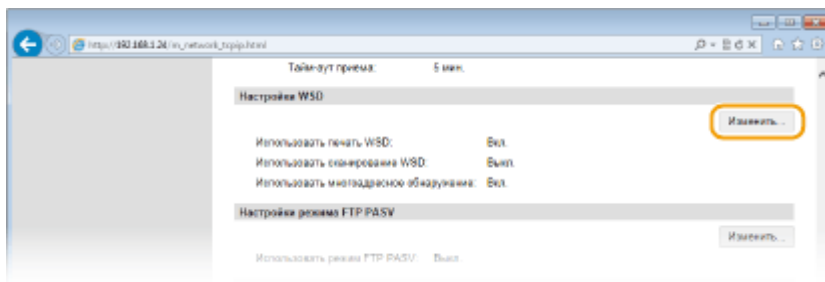 http://192.168.1.24/m_network_tcpip.html
Тайм-аут приема: 5 мин.
Настройки WSD
Изменить...
Использовать печать WSD: Вкл.
Использовать сканирование WSD: Выкл.
Использовать многоадресное обнаружение: Вкл.
Настройки режима FTP PASV
Изменить...
Использовать режим FTP PASV: Выкл.